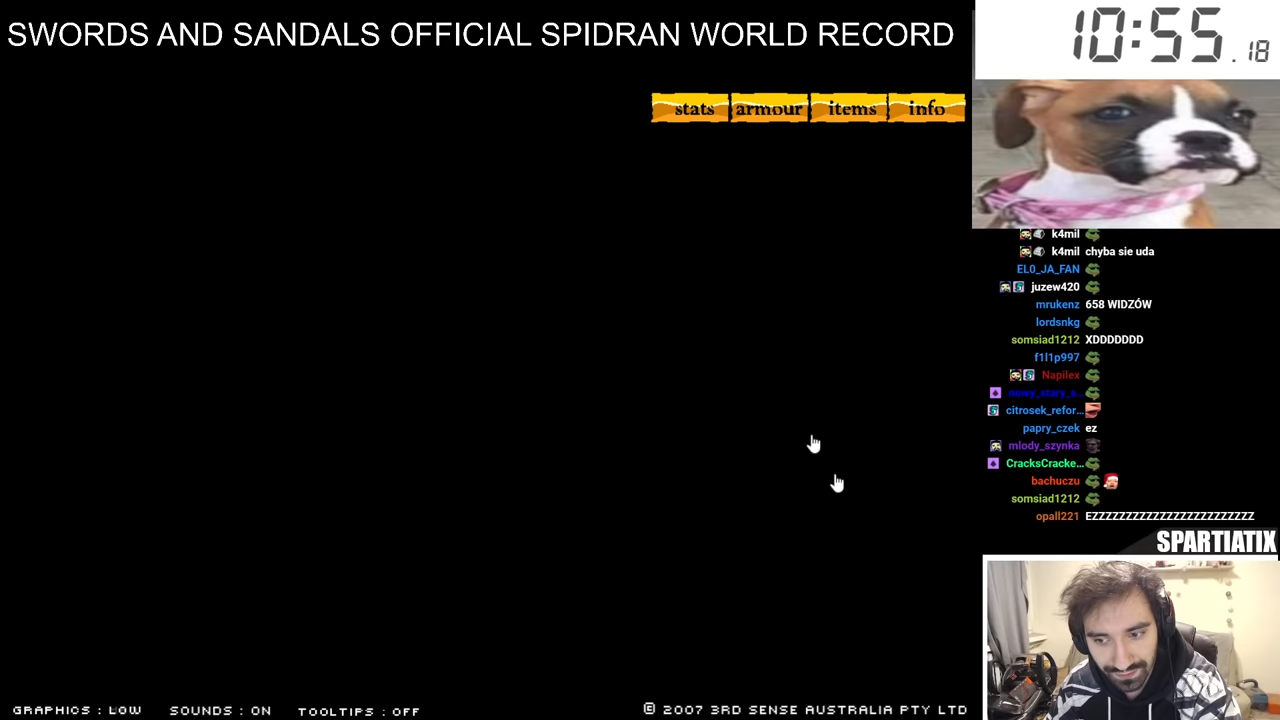 SWORDS AND SANDALS OFFICIAL SPIDRAN WORLD RECORD
10:55.18
stats armour items info
k4mil
k4mil chyba sie uda
EL0_JA_FAN
juzew420
mrukenz 658 WIDZÓW
lordsnkg
somsiad1212 XDDDDDDD
f1l1p997
Napilex
citrosek_refor...
papry_czek ez
mlody_szynka
CracksCracke...
bachuczu
somsiad1212
opall221 EZZZZZZZZZZZZZZZZZZZZZZZZ
SPARTIATIX
GRAPHICS : LOW SOUNDS : ON TOOLTIPS : OFF
© 2007 3RD SENSE AUSTRALIA PTY LTD